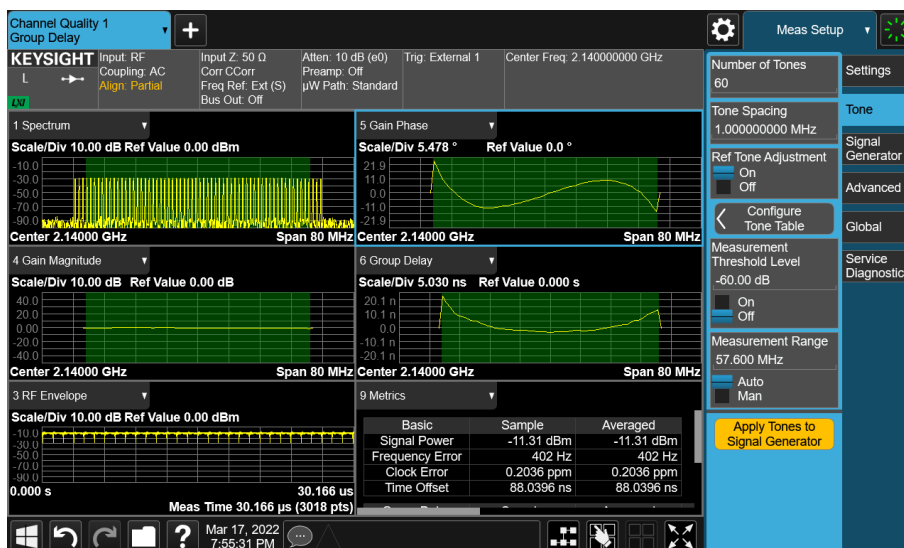 Channel Quality 1
Group Delay
Meas Setup
KEYSIGHT
L
LXI
Input: RF
Coupling: AC
Align: Partial
Input Z: 50 Ω
Corr CCorr
Freq Ref: Ext (S)
Bus Out: Off
Atten: 10 dB (e0)
Preamp: Off
µW Path: Standard
Trig: External 1
Center Freq: 2.140000000 GHz
1 Spectrum
Scale/Div 10.00 dB Ref Value 0.00 dBm
-10.0
-30.0
-50.0
-70.0
-90.0
Center 2.14000 GHz Span 80 MHz
5 Gain Phase
Scale/Div 5.478 ° Ref Value 0.0 °
21.9
11.0
0.0
-11.0
-21.9
Center 2.14000 GHz Span 80 MHz
4 Gain Magnitude
Scale/Div 10.00 dB Ref Value 0.00 dB
40.0
20.0
0.00
-20.0
-40.0
Center 2.14000 GHz Span 80 MHz
6 Group Delay
Scale/Div 5.030 ns Ref Value 0.000 s
20.1 n
10.1 n
0.0
-10.1 n
-20.1 n
Center 2.14000 GHz Span 80 MHz
3 RF Envelope
Scale/Div 10.00 dB Ref Value 0.00 dBm
-10.0
-30.0
-50.0
-70.0
-90.0
0.000 s 30.166 us
Meas Time 30.166 µs (3018 pts)
9 Metrics
Basic Sample Averaged
Signal Power -11.31 dBm -11.31 dBm
Frequency Error 402 Hz 402 Hz
Clock Error 0.2036 ppm 0.2036 ppm
Time Offset 88.0396 ns 88.0396 ns
Number of Tones
60
Tone Spacing
1.000000000 MHz
Ref Tone Adjustment
On
Off
Configure
Tone Table
Measurement
Threshold Level
-60.00 dB
On
Off
Measurement Range
57.600 MHz
Auto
Man
Apply Tones to
Signal Generator
Settings
Tone
Signal
Generator
Advanced
Global
Service
Diagnostic
?
Mar 17, 2022
7:55:31 PM